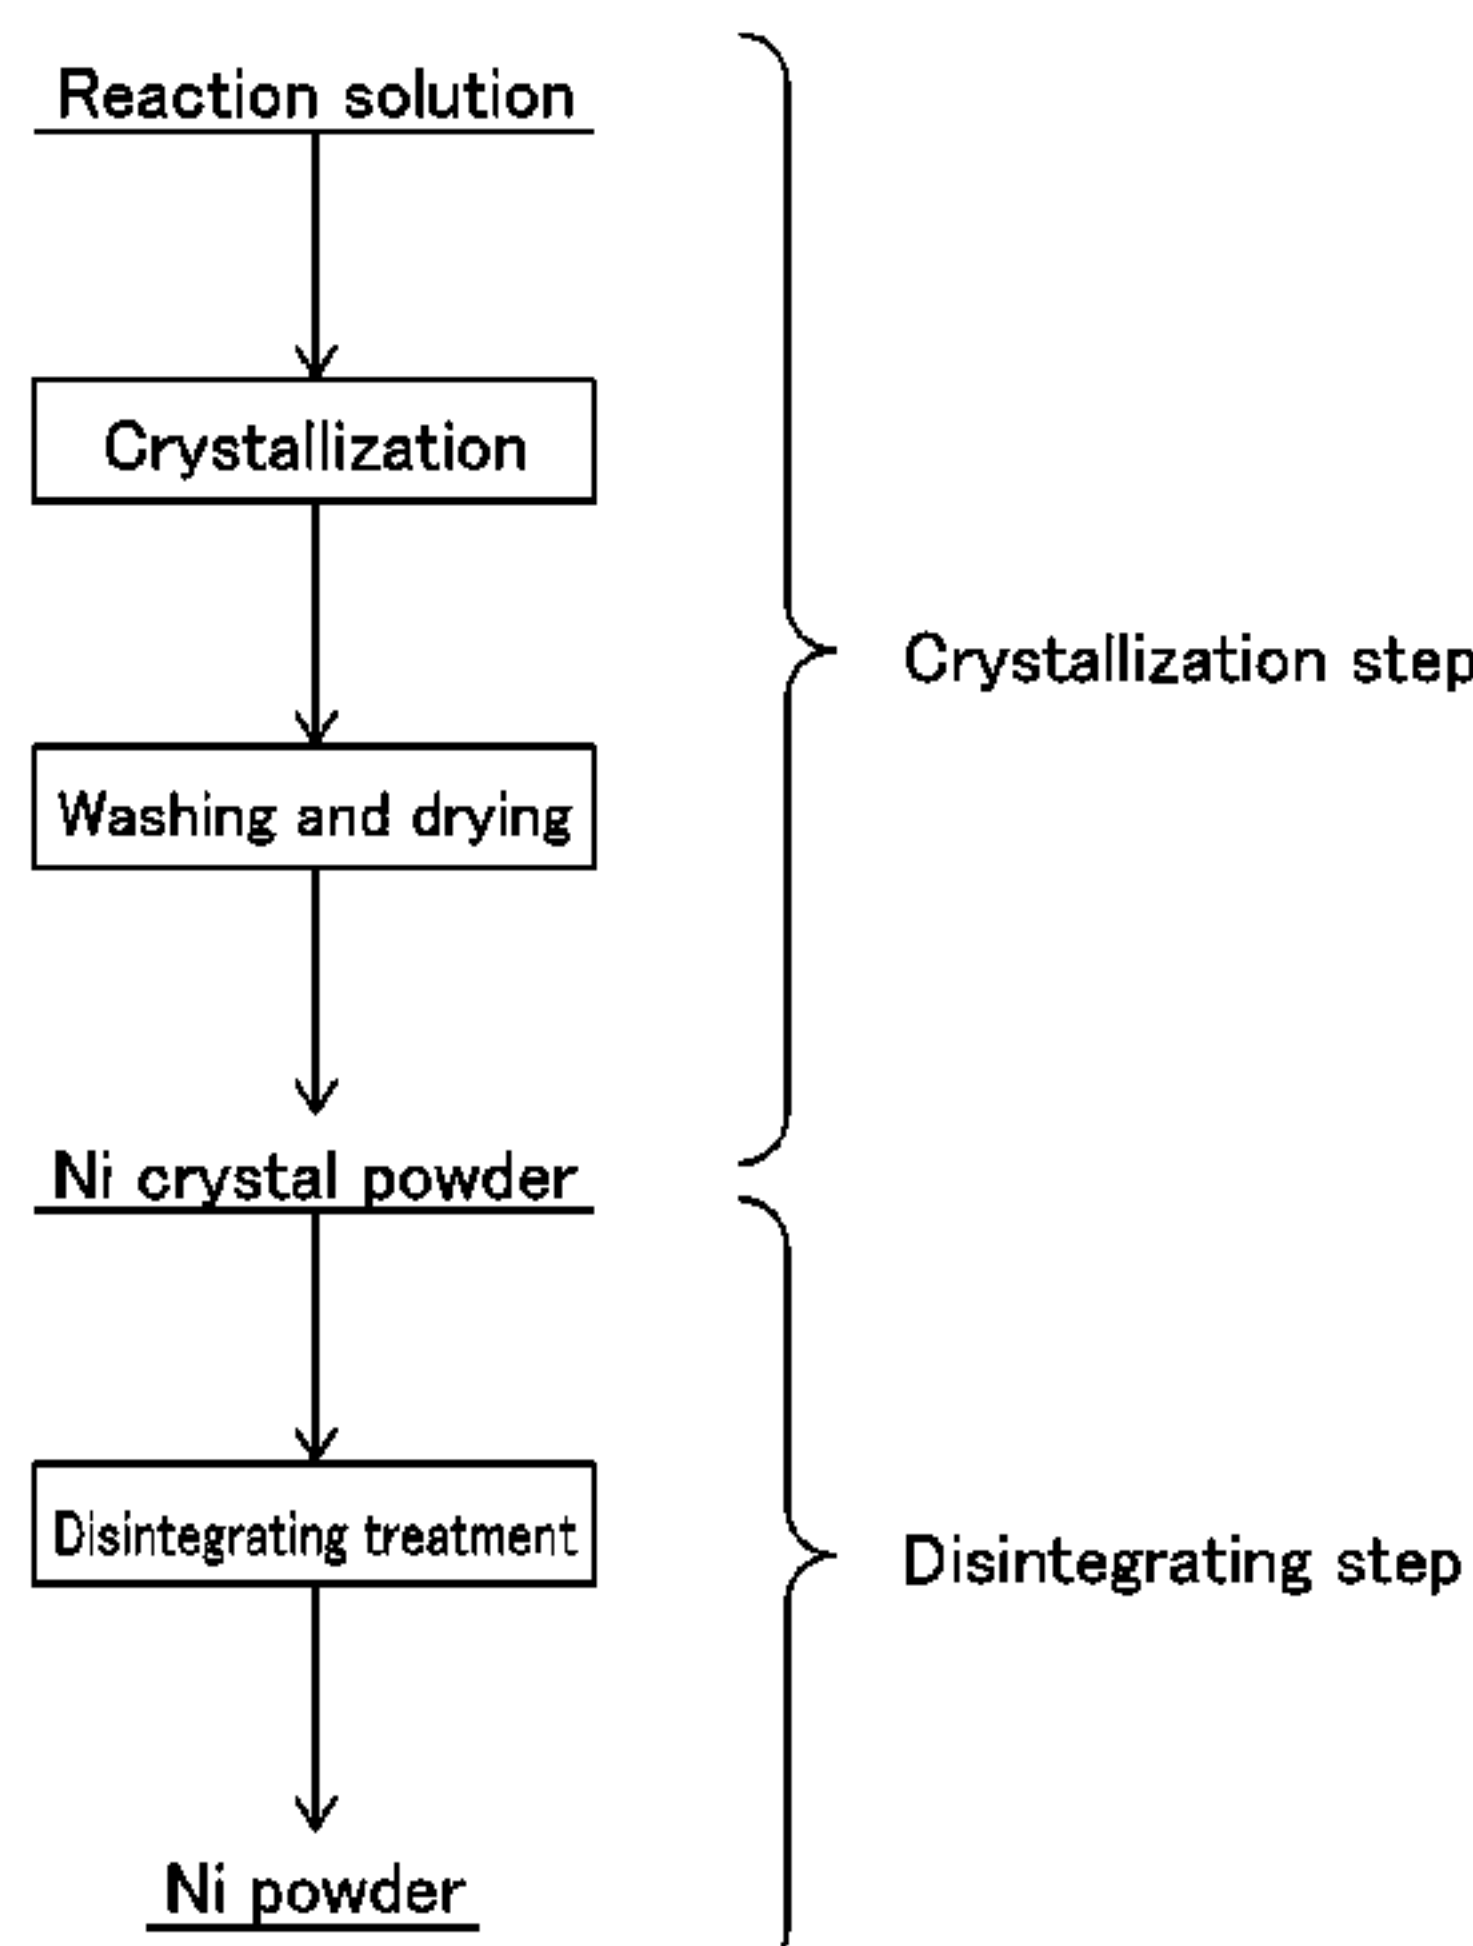 Reaction solution
Crystallization
Crystallization step
Washing and drying
Ni crystal powder
Disintegrating treatment
Disintegrating step
Ni powder